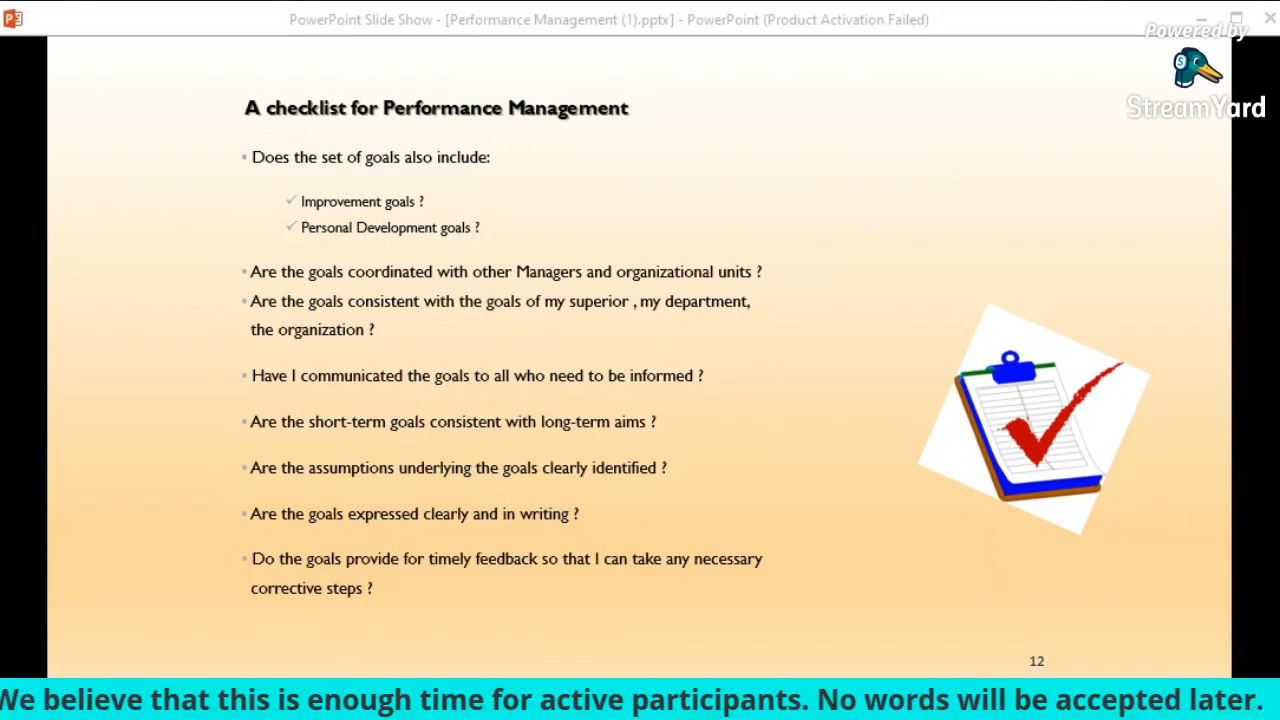 PowerPoint Slide Show - [Performance Management (1).pptx] - PowerPoint (Product Activation Failed)
Powered by
StreamYard
A checklist for Performance Management
• Does the set of goals also include:
✓ Improvement goals ?
✓ Personal Development goals ?
• Are the goals coordinated with other Managers and organizational units ?
• Are the goals consistent with the goals of my superior , my department,
the organization ?
• Have I communicated the goals to all who need to be informed ?
• Are the short-term goals consistent with long-term aims ?
• Are the assumptions underlying the goals clearly identified ?
• Are the goals expressed clearly and in writing ?
• Do the goals provide for timely feedback so that I can take any necessary
corrective steps ?
12
We believe that this is enough time for active participants. No words will be accepted later.